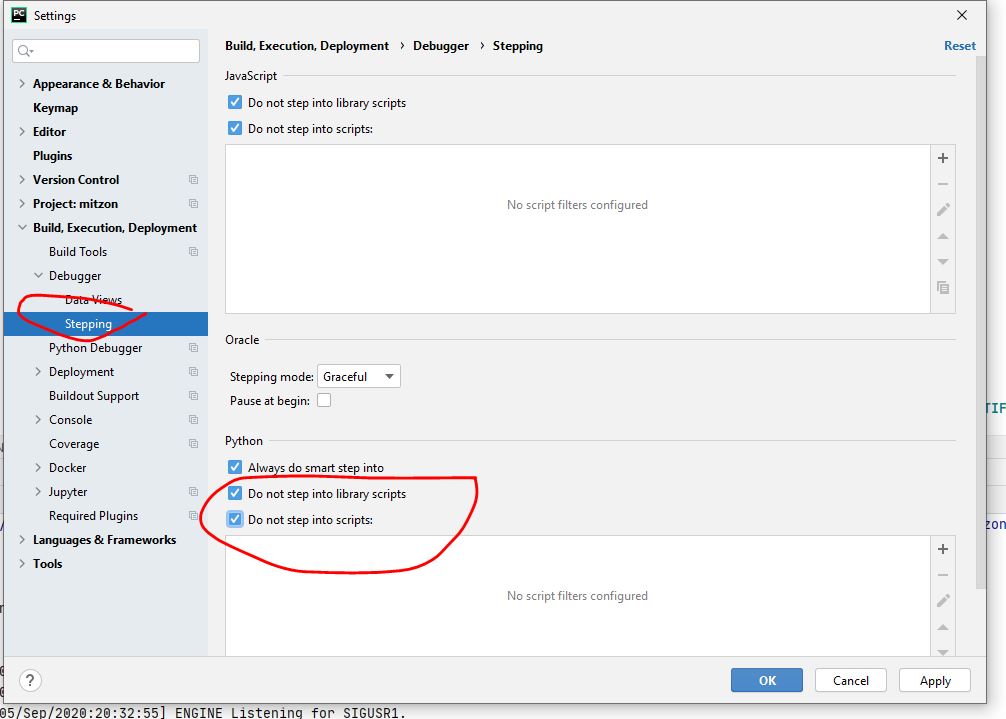 PC Settings
Build, Execution, Deployment › Debugger › Stepping
Reset
Appearance & Behavior
Keymap
Editor
Plugins
Version Control
Project: mitzon
Build, Execution, Deployment
Build Tools
Debugger
Data Views
Stepping
Python Debugger
Deployment
Buildout Support
Console
Coverage
Docker
Jupyter
Required Plugins
Languages & Frameworks
Tools
JavaScript
Do not step into library scripts
Do not step into scripts:
No script filters configured
Oracle
Stepping mode: Graceful
Pause at begin:
Python
Always do smart step into
Do not step into library scripts
Do not step into scripts:
No script filters configured
TIF
zon
?
OK
Cancel
Apply
05/Sep/2020:20:32:55] ENGINE Listening for SIGUSR1.